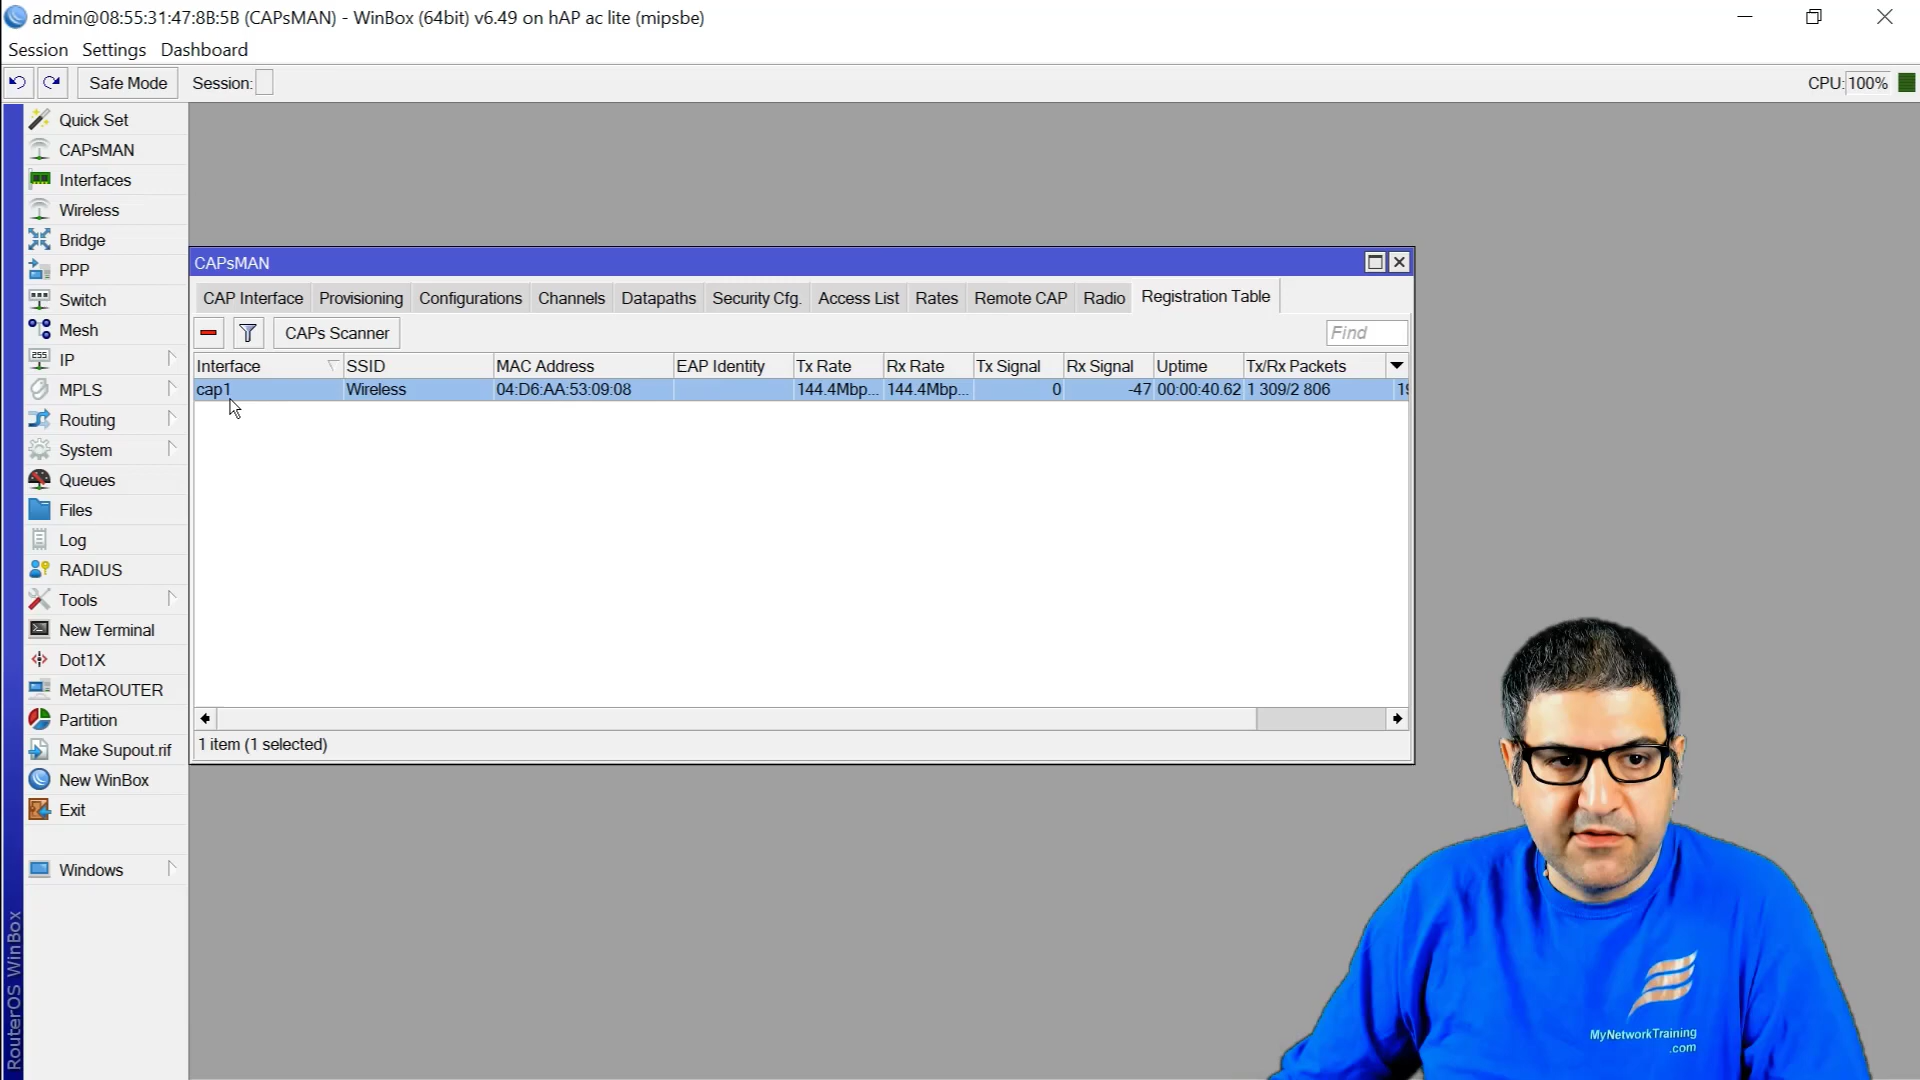 admin@08:55:31:47:8B:5B (CAPsMAN) - WinBox (64bit) v6.49 on hAP ac lite (mipsbe)
Session Settings Dashboard
Safe Mode Session: CPU: 100%
Quick Set
CAPsMAN
Interfaces
Wireless
Bridge
PPP
Switch
Mesh
IP
MPLS
Routing
System
Queues
Files
Log
RADIUS
Tools
New Terminal
Dot1X
MetaROUTER
Partition
Make Supout.rif
New WinBox
Exit
Windows
RouterOS WinBox
CAPsMAN
CAP Interface Provisioning Configurations Channels Datapaths Security Cfg. Access List Rates Remote CAP Radio Registration Table
CAPs Scanner Find
Interface SSID MAC Address EAP Identity Tx Rate Rx Rate Tx Signal Rx Signal Uptime Tx/Rx Packets
cap1 Wireless 04:D6:AA:53:09:08 144.4Mbp... 144.4Mbp... 0 -47 00:00:40.62 1 309/2 806
1 item (1 selected)
MyNetworkTraining
.com